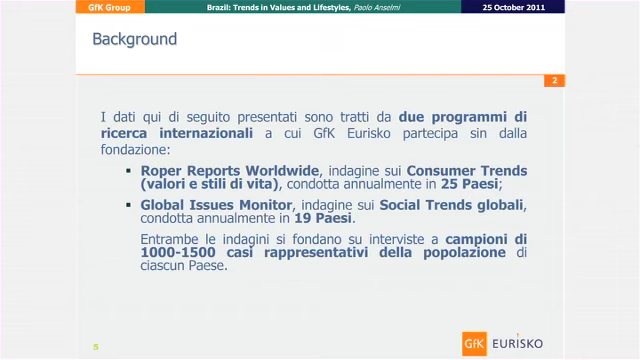 GfK Group
Brazil: Trends in Values and Lifestyles, Paolo Anselmi
25 October 2011
Background
2
I dati qui di seguito presentati sono tratti da due programmi di
ricerca internazionali a cui GfK Eurisko partecipa sin dalla
fondazione:
▪ Roper Reports Worldwide, indagine sui Consumer Trends
(valori e stili di vita), condotta annualmente in 25 Paesi;
▪ Global Issues Monitor, indagine sui Social Trends globali,
condotta annualmente in 19 Paesi.
Entrambe le indagini si fondano su interviste a campioni di
1000-1500 casi rappresentativi della popolazione di
ciascun Paese.
5
GfK EURISKO